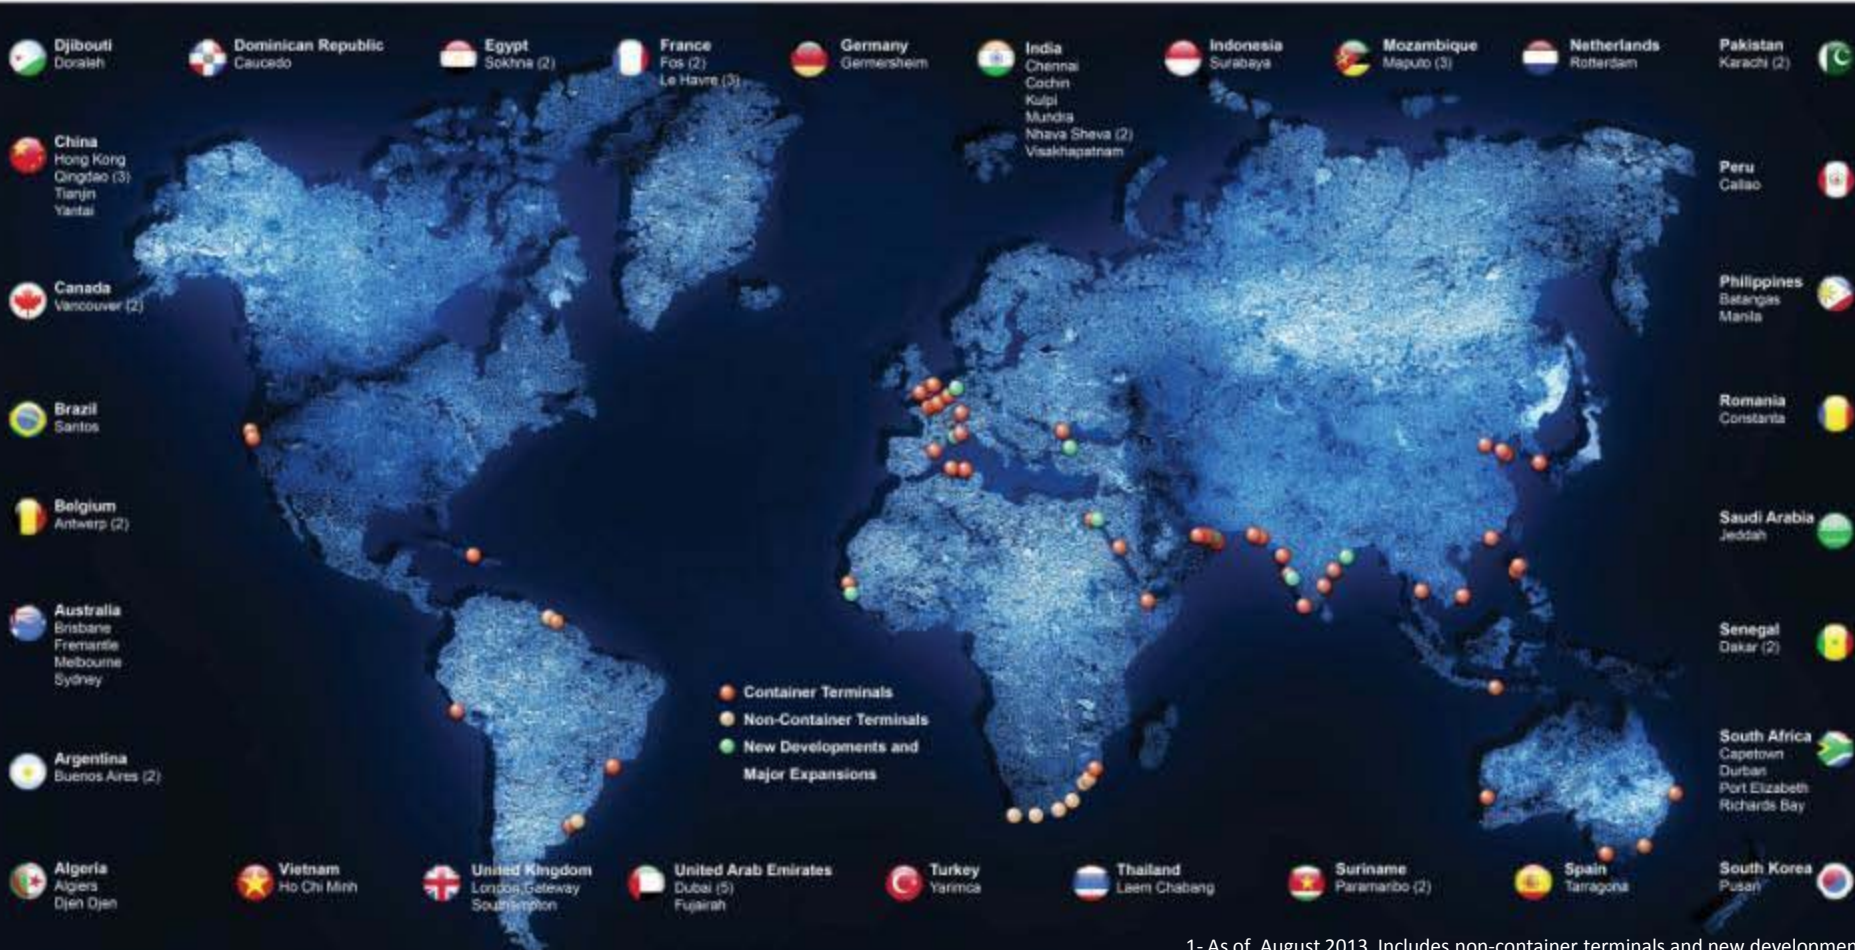 Djibouti
Doraleh
Dominican Republic
Caucedo
Egypt
Sokhna (2)
France
Fos (2)
Le Havre (3)
Germany
Germersheim
India
Chennai
Cochin
Kulpi
Mundra
Nhava Sheva (2)
Visakhapatnam
Indonesia
Surabaya
Mozambique
Maputo (3)
Netherlands
Rotterdam
Pakistan
Karachi (2)
China
Hong Kong
Qingdao (3)
Tianjin
Yantai
Peru
Callao
Canada
Vancouver (2)
Philippines
Batangas
Manila
Brazil
Santos
Romania
Constanta
Belgium
Antwerp (2)
Saudi Arabia
Jeddah
Australia
Brisbane
Fremantle
Melbourne
Sydney
Senegal
Dakar (2)
Container Terminals
Non-Container Terminals
New Developments and
Major Expansions
Argentina
Buenos Aires (2)
South Africa
Capetown
Durban
Port Elizabeth
Richards Bay
Algeria
Algiers
Djen Djen
Vietnam
Ho Chi Minh
United Kingdom
London Gateway
Southampton
United Arab Emirates
Dubai (5)
Fujairah
Turkey
Yarimca
Thailand
Laem Chabang
Suriname
Paramaribo (2)
Spain
Tarragona
South Korea
Pusan
1- As of August 2013. Includes non-container terminals and new developmen